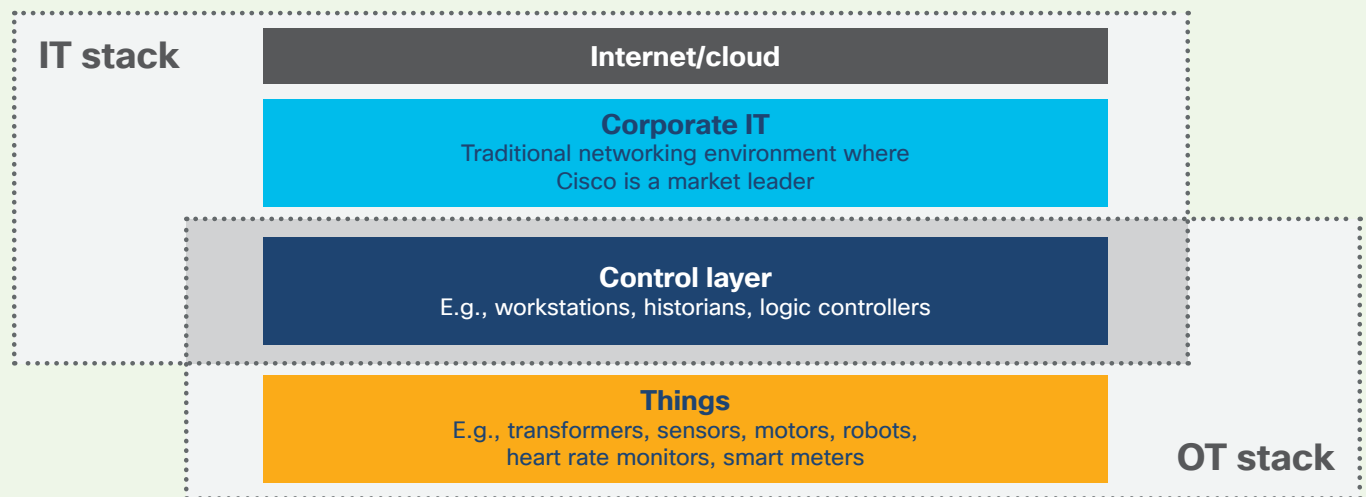 IT stack
Internet/cloud
Corporate IT
Traditional networking environment where
Cisco is a market leader
Control layer
E.g., workstations, historians, logic controllers
Things
E.g., transformers, sensors, motors, robots,
heart rate monitors, smart meters
OT stack